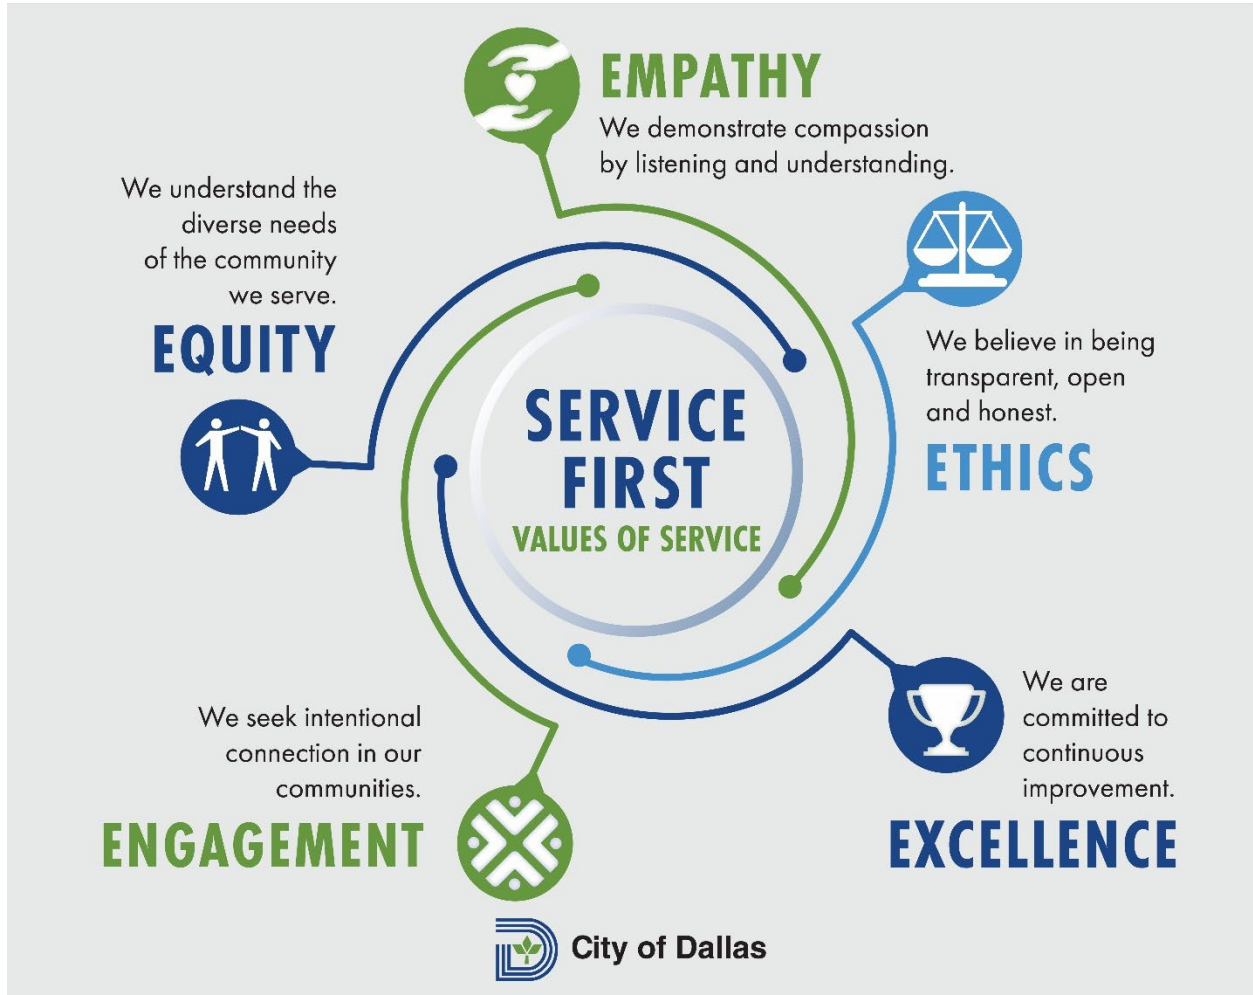 EMPATHY
We demonstrate compassion
by listening and understanding.
We understand the
diverse needs
of the community
we serve.
EQUITY
We believe in being
transparent, open
and honest.
ETHICS
SERVICE
FIRST
VALUES OF SERVICE
We are
committed to
continuous
improvement.
EXCELLENCE
We seek intentional
connection in our
communities.
ENGAGEMENT
City of Dallas